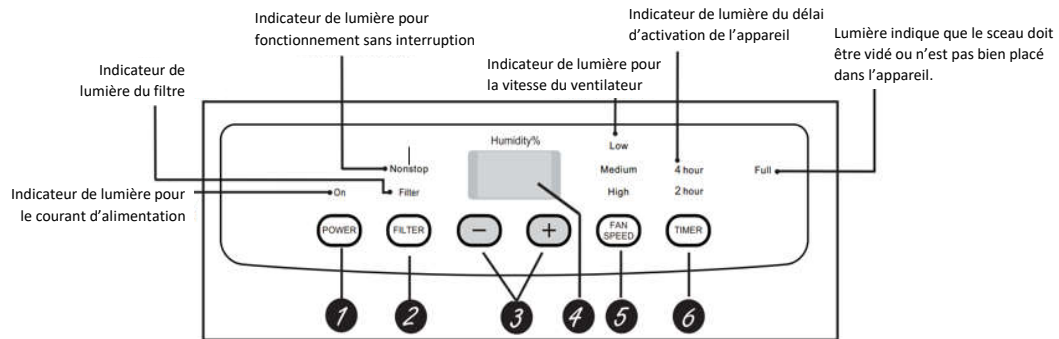 Indicateur de lumière pour
fonctionnement sans interruption
Indicateur de lumière du délai
d'activation de l'appareil
Lumière indique que le sceau doit
être vidé ou n'est pas bien placé
dans l'appareil.
Indicateur de
lumière du filtre
Indicateur de lumière pour
la vitesse du ventilateur
Indicateur de lumière pour
le courant d'alimentation
Humidity%
Low
Nonstop
Medium
4 hour
Full
On
Filter
High
2 hour
POWER
FILTER
−
+
FAN
SPEED
TIMER
1
2
3
4
5
6